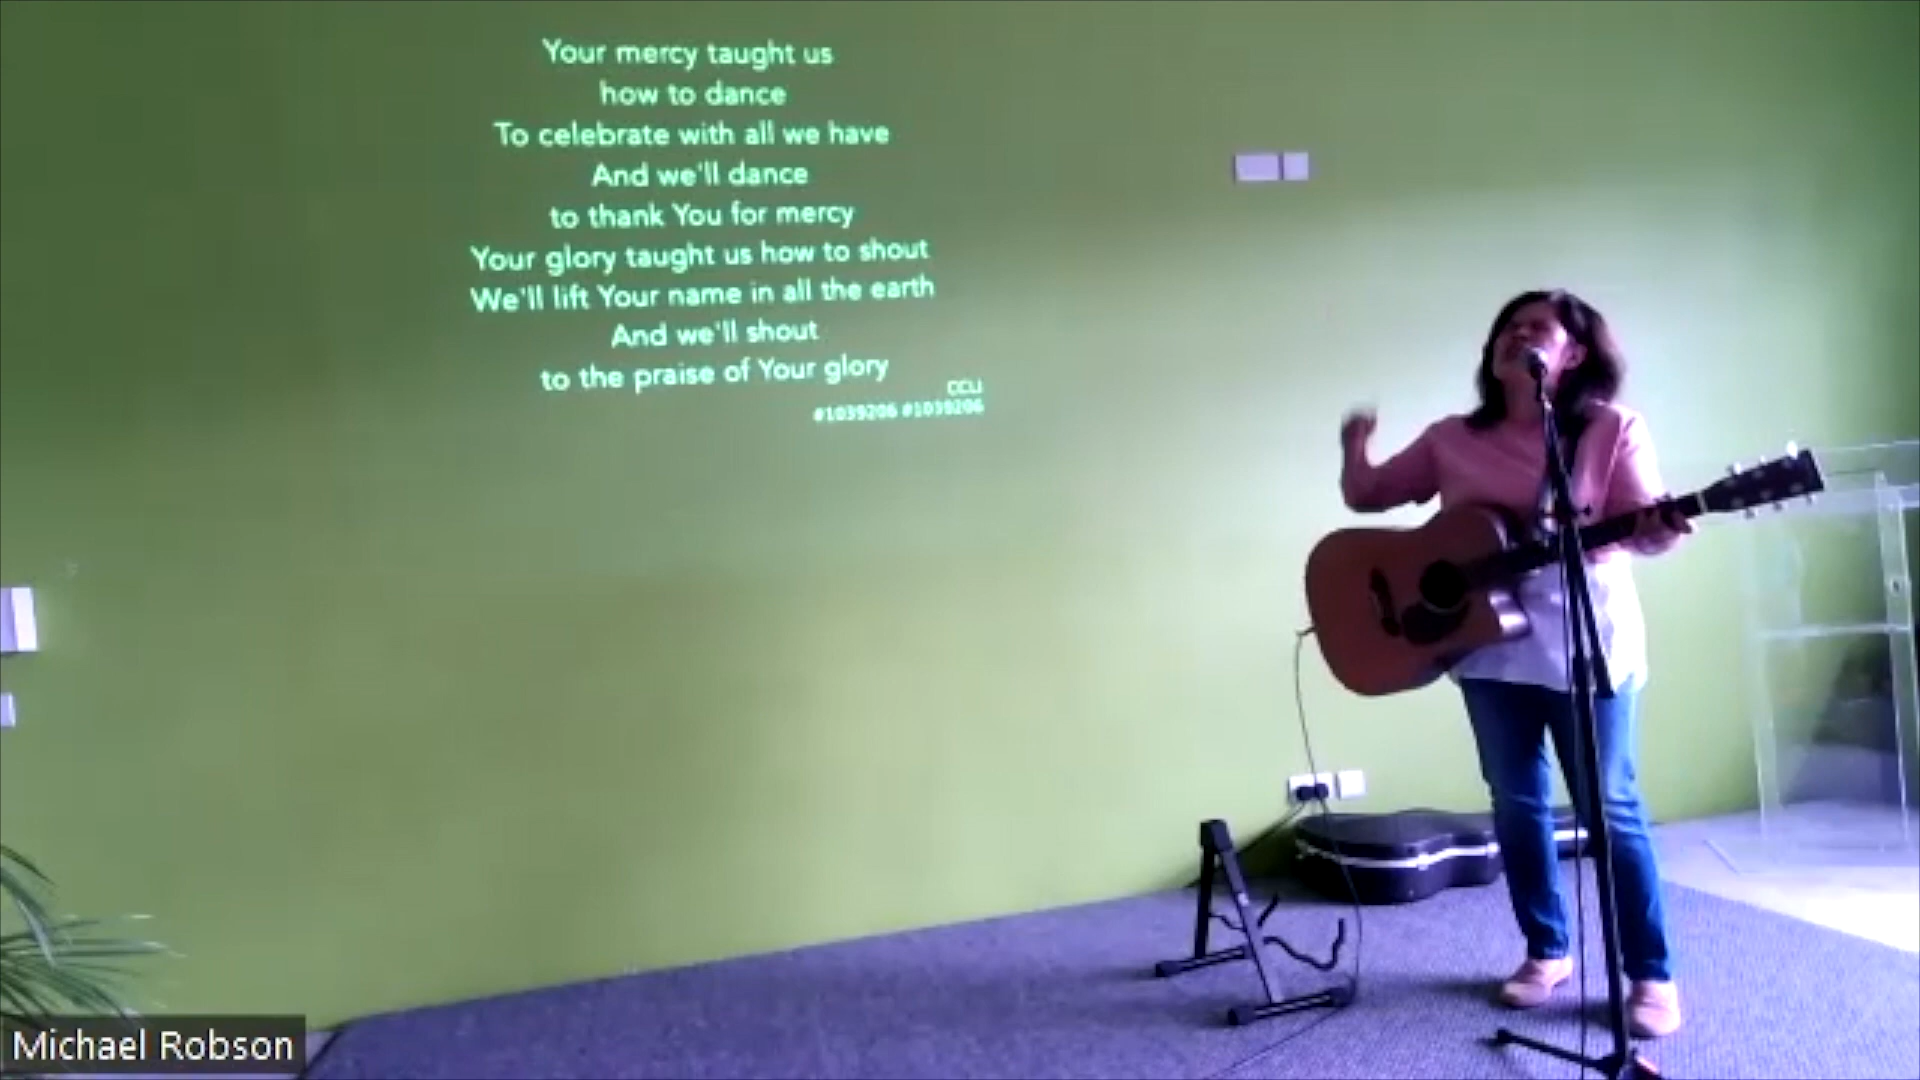 Your mercy taught us
how to dance
To celebrate with all we have
And we'll dance
to thank You for mercy
Your glory taught us how to shout
We'll lift Your name in all the earth
And we'll shout
to the praise of Your glory
CCLI
#1039206 #1039206
Michael Robson